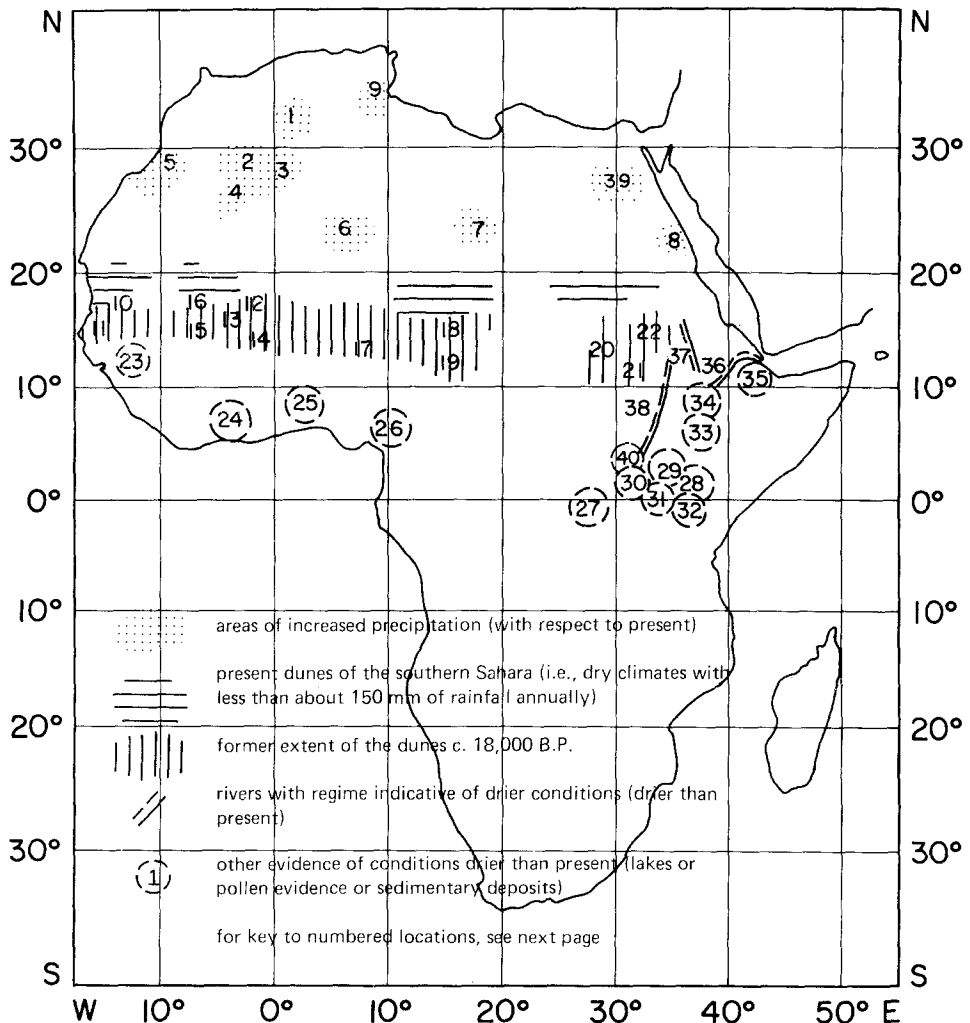 N N
9
1
30° 5 2 3 39 30°
4
6 7 8
20° 20°
10 16 12
11 15 13 14 17 18 20 22 37
23 19 21 36 35
10° 10°
24 25 26 38 34
33
40 29
0° 30 28 0°
27 31 32
10° 10°
areas of increased precipitation (with respect to present)
present dunes of the southern Sahara (i.e., dry climates with
less than about 150 mm of rainfall annually)
20° 20°
former extent of the dunes c. 18,000 B.P.
rivers with regime indicative of drier conditions (drier than
present)
30° 30°
1 other evidence of conditions drier than present (lakes or
pollen evidence or sedimentary deposits)
for key to numbered locations, see next page
S S
W 10° 0° 10° 20° 30° 40° 50° E